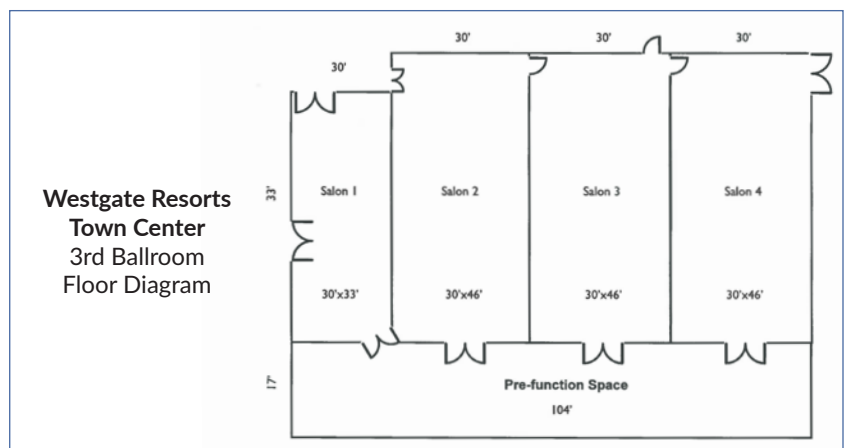 Westgate Resorts
Town Center
3rd Ballroom
Floor Diagram
30'
30'
30'
30'
33'
Salon 1
Salon 2
Salon 3
Salon 4
30'x33'
30'x46'
30'x46'
30'x46'
17'
Pre-function Space
104'